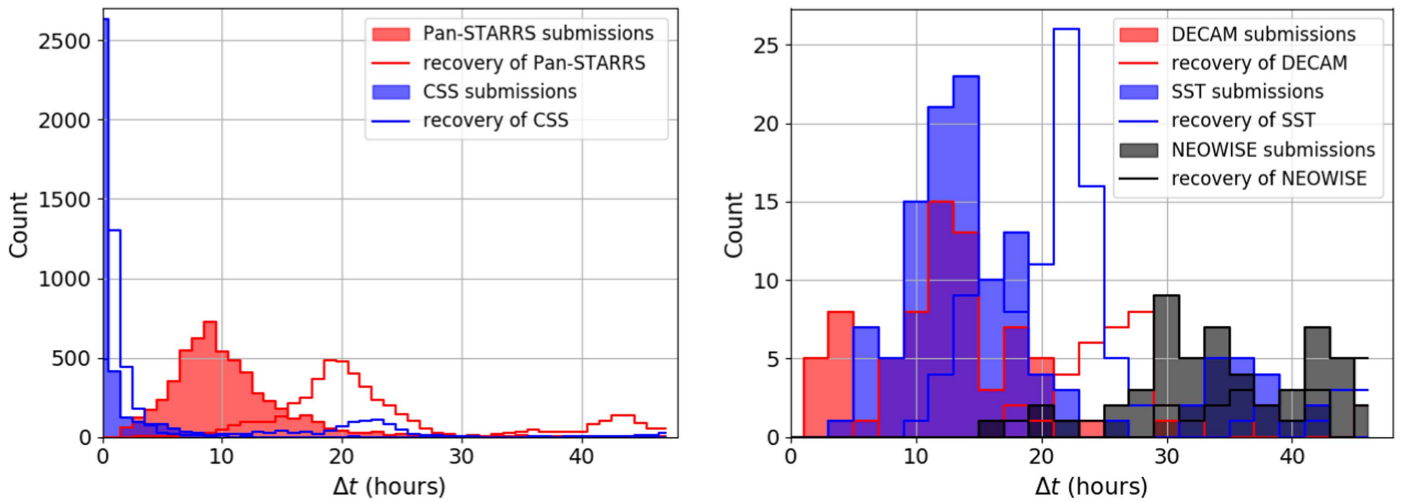 2500
2000
1500
1000
500
0
Count
0
10
20
30
40
Δt (hours)
Pan-STARRS submissions
recovery of Pan-STARRS
CSS submissions
recovery of CSS
25
20
15
10
5
0
Count
0
10
20
30
40
Δt (hours)
DECAM submissions
recovery of DECAM
SST submissions
recovery of SST
NEOWISE submissions
recovery of NEOWISE